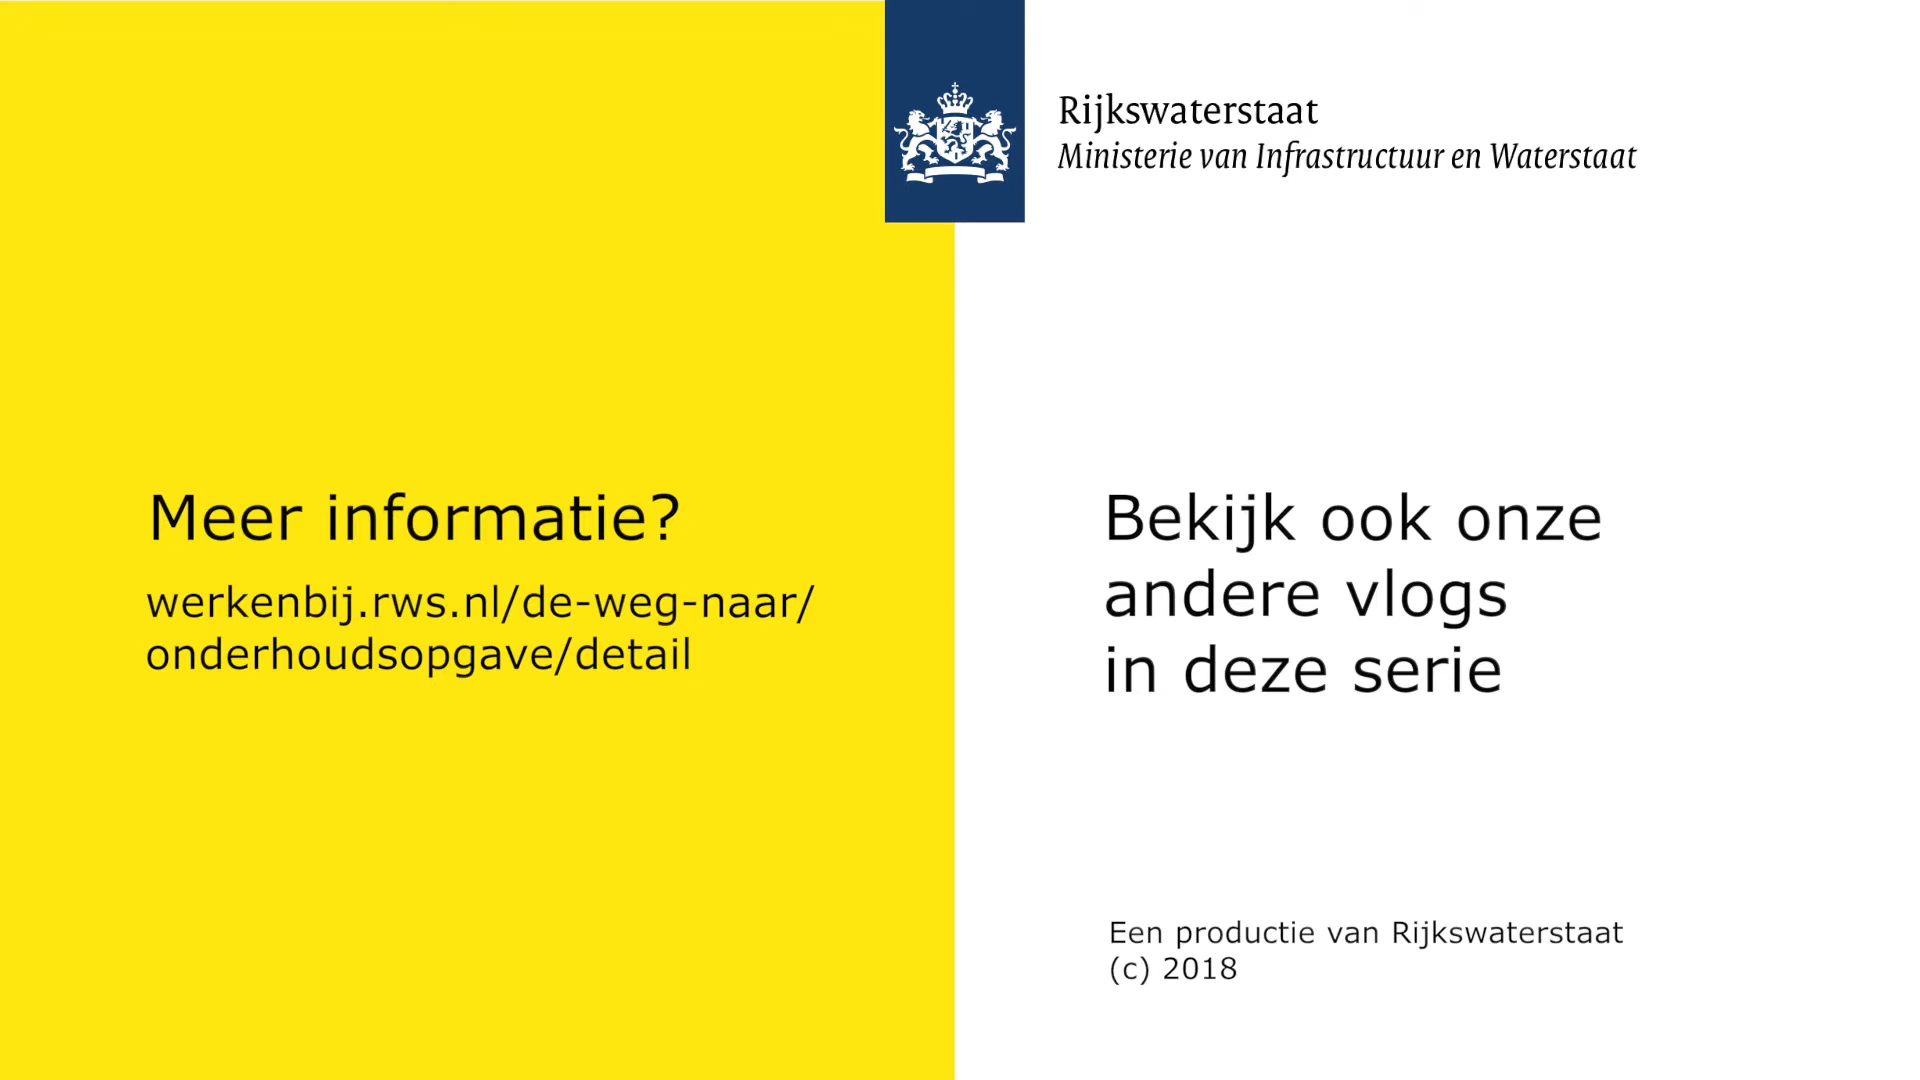 Rijkswaterstaat
Ministerie van Infrastructuur en Waterstaat
Meer informatie?
werkenbij.rws.nl/de-weg-naar/
onderhoudsopgave/detail
Bekijk ook onze
andere vlogs
in deze serie
Een productie van Rijkswaterstaat
(c) 2018